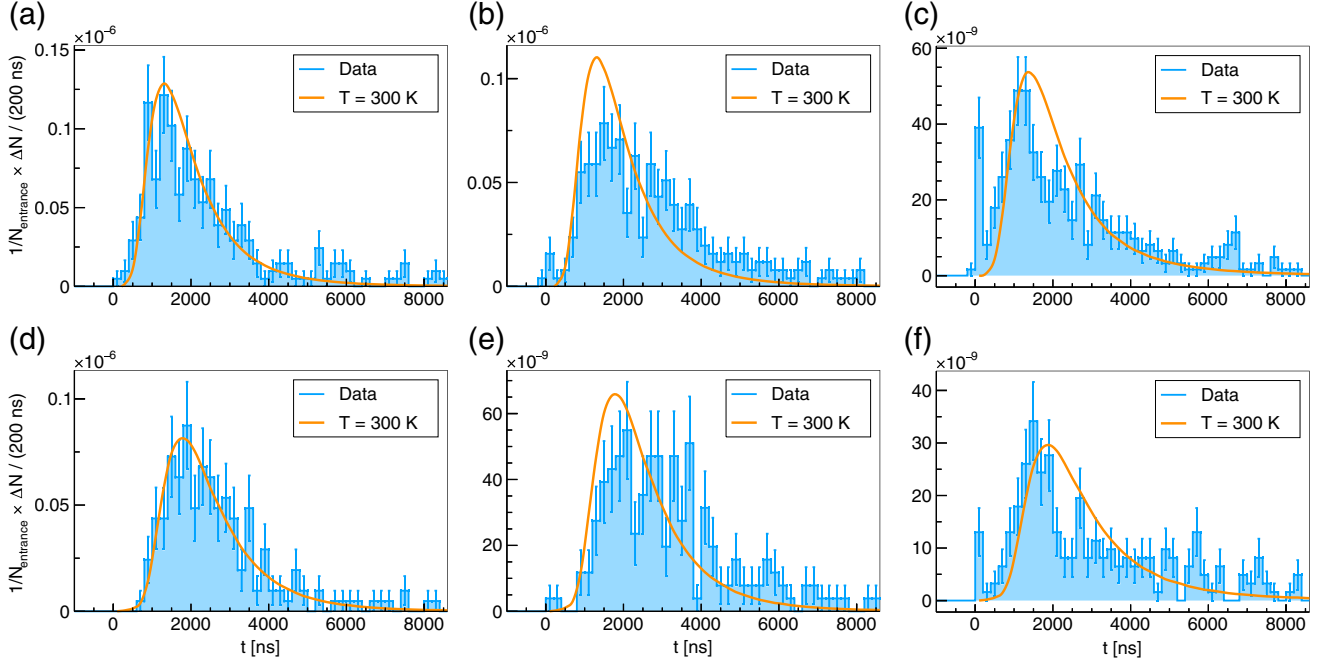 (a)
×10⁻⁶
0.15
0.1
0.05
0
1/N_entrance × ΔN / (200 ns)
Data
T = 300 K
0 2000 4000 6000 8000
(b)
×10⁻⁶
0.1
0.05
0
Data
T = 300 K
0 2000 4000 6000 8000
(c)
×10⁻⁹
60
40
20
0
Data
T = 300 K
0 2000 4000 6000 8000
(d)
×10⁻⁶
0.1
0.05
0
1/N_entrance × ΔN / (200 ns)
Data
T = 300 K
0 2000 4000 6000 8000
t [ns]
(e)
×10⁻⁹
60
40
20
0
Data
T = 300 K
0 2000 4000 6000 8000
t [ns]
(f)
×10⁻⁹
40
30
20
10
0
Data
T = 300 K
0 2000 4000 6000 8000
t [ns]